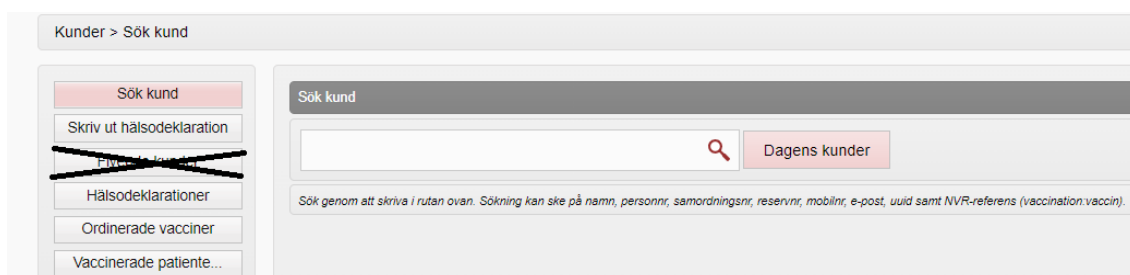 Kunder > Sök kund
Sök kund
Skriv ut hälsodeklaration
Hälsodeklarationer
Ordinerade vacciner
Vaccinerade patiente...
Sök kund
Dagens kunder
Sök genom att skriva i rutan ovan. Sökning kan ske på namn, personnr, samordningsnr, reservnr, mobilnr, e-post, uuid samt NVR-referens (vaccination:vaccin).